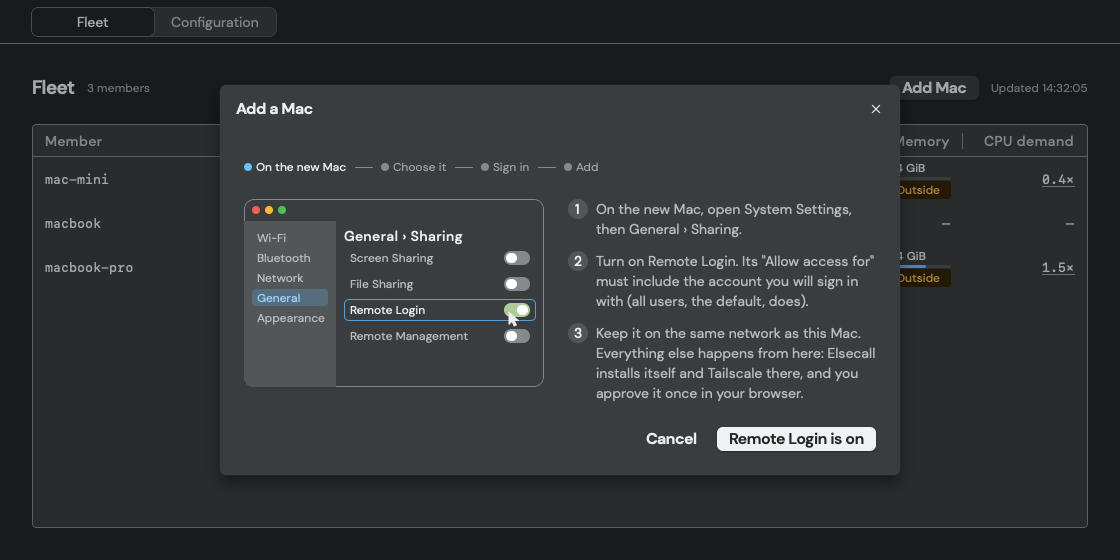 Fleet
Configuration
Fleet 3 members
Add Mac
Updated 14:32:05
Member
Memory
CPU demand
mac-mini
GiB
Outside
0.4×
macbook
—
—
macbook-pro
GiB
Outside
1.5×
Add a Mac
×
On the new Mac
Choose it
Sign in
Add
Wi-Fi
Bluetooth
Network
General
Appearance
General › Sharing
Screen Sharing
File Sharing
Remote Login
Remote Management
1 On the new Mac, open System Settings,
then General › Sharing.
2 Turn on Remote Login. Its "Allow access for"
must include the account you will sign in
with (all users, the default, does).
3 Keep it on the same network as this Mac.
Everything else happens from here: Elsecall
installs itself and Tailscale there, and you
approve it once in your browser.
Cancel
Remote Login is on